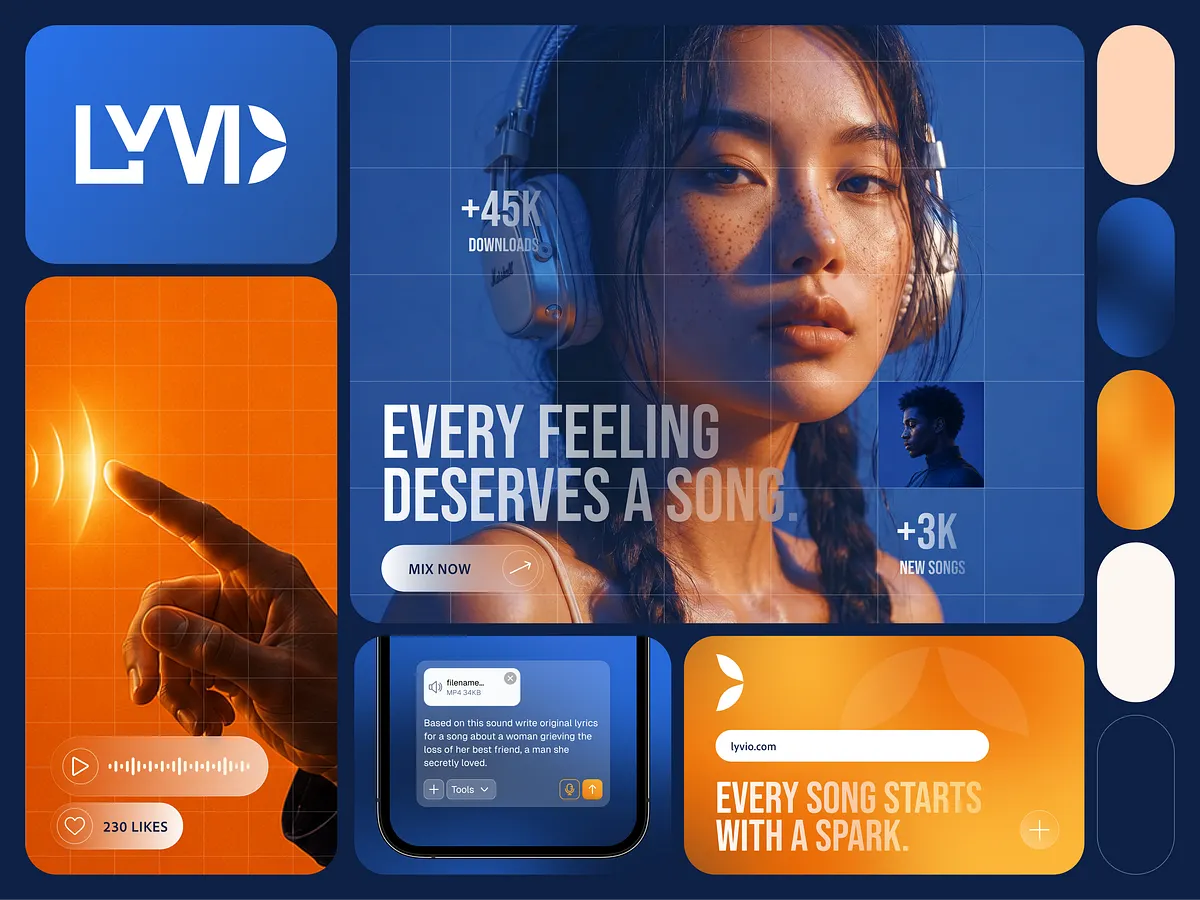 LYVIO
+45K
DOWNLOADS
Marshall
EVERY FEELING
DESERVES A SONG.
MIX NOW
+3K
NEW SONGS
230 LIKES
filename...
MP4 34KB
Based on this sound write original lyrics
for a song about a woman grieving the
loss of her best friend, a man she
secretly loved.
Tools
lyvio.com
EVERY SONG STARTS
WITH A SPARK.